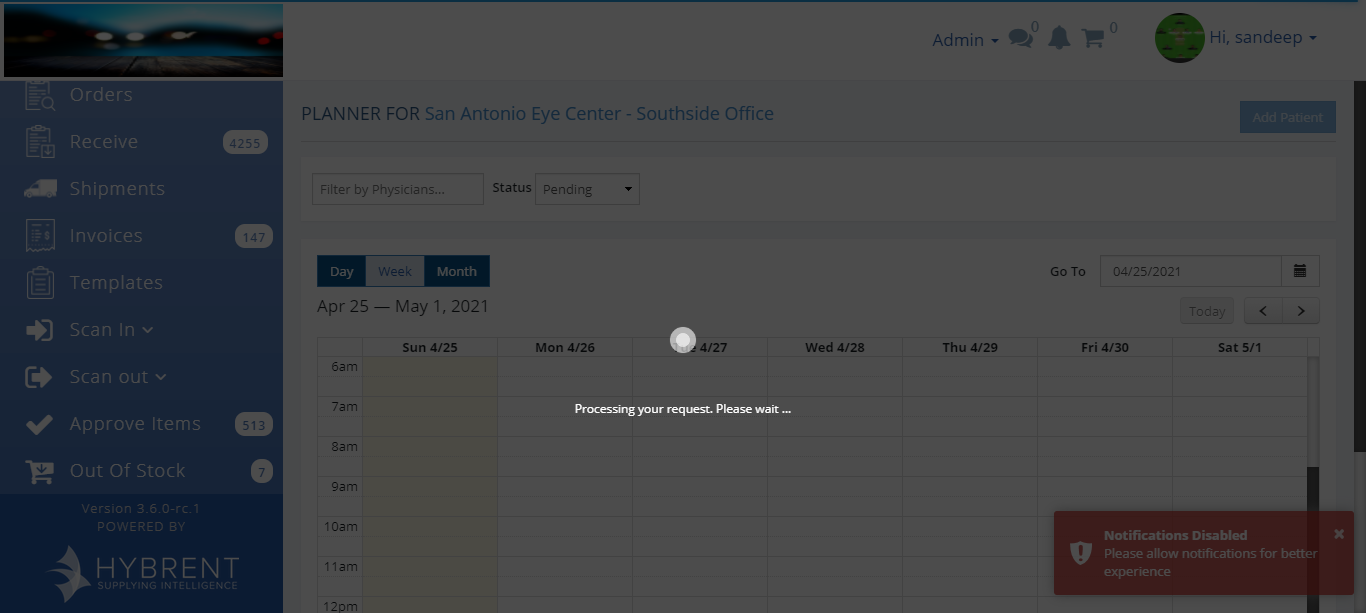 Admin
0
0
Hi, sandeep
Orders
Receive 4255
Shipments
Invoices 147
Templates
Scan In
Scan out
Approve Items 513
Out Of Stock 7
Version 3.6.0-rc.1
POWERED BY
HYBRENT
SUPPLYING INTELLIGENCE
PLANNER FOR San Antonio Eye Center - Southside Office
Add Patient
Filter by Physicians... Status Pending
Day Week Month
Go To 04/25/2021
Apr 25 — May 1, 2021
Today
Sun 4/25 Mon 4/26 4/27 Wed 4/28 Thu 4/29 Fri 4/30 Sat 5/1
6am
7am
8am
9am
10am
11am
12pm
Processing your request. Please wait ...
Notifications Disabled
Please allow notifications for better
experience